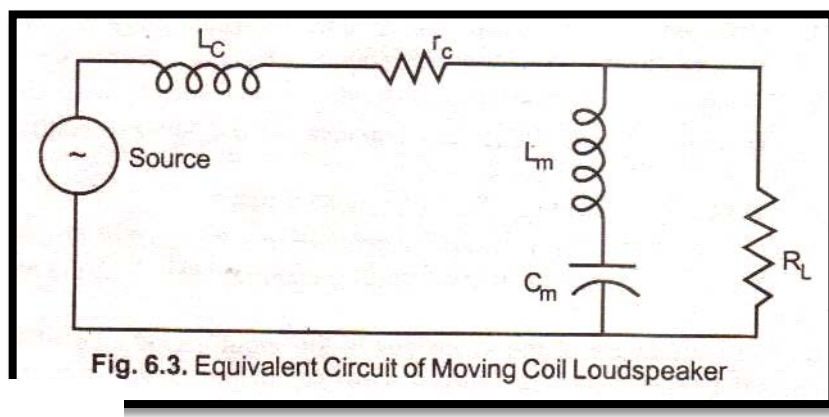 L_C
r_c
Source
L_m
C_m
R_L
Fig. 6.3. Equivalent Circuit of Moving Coil Loudspeaker